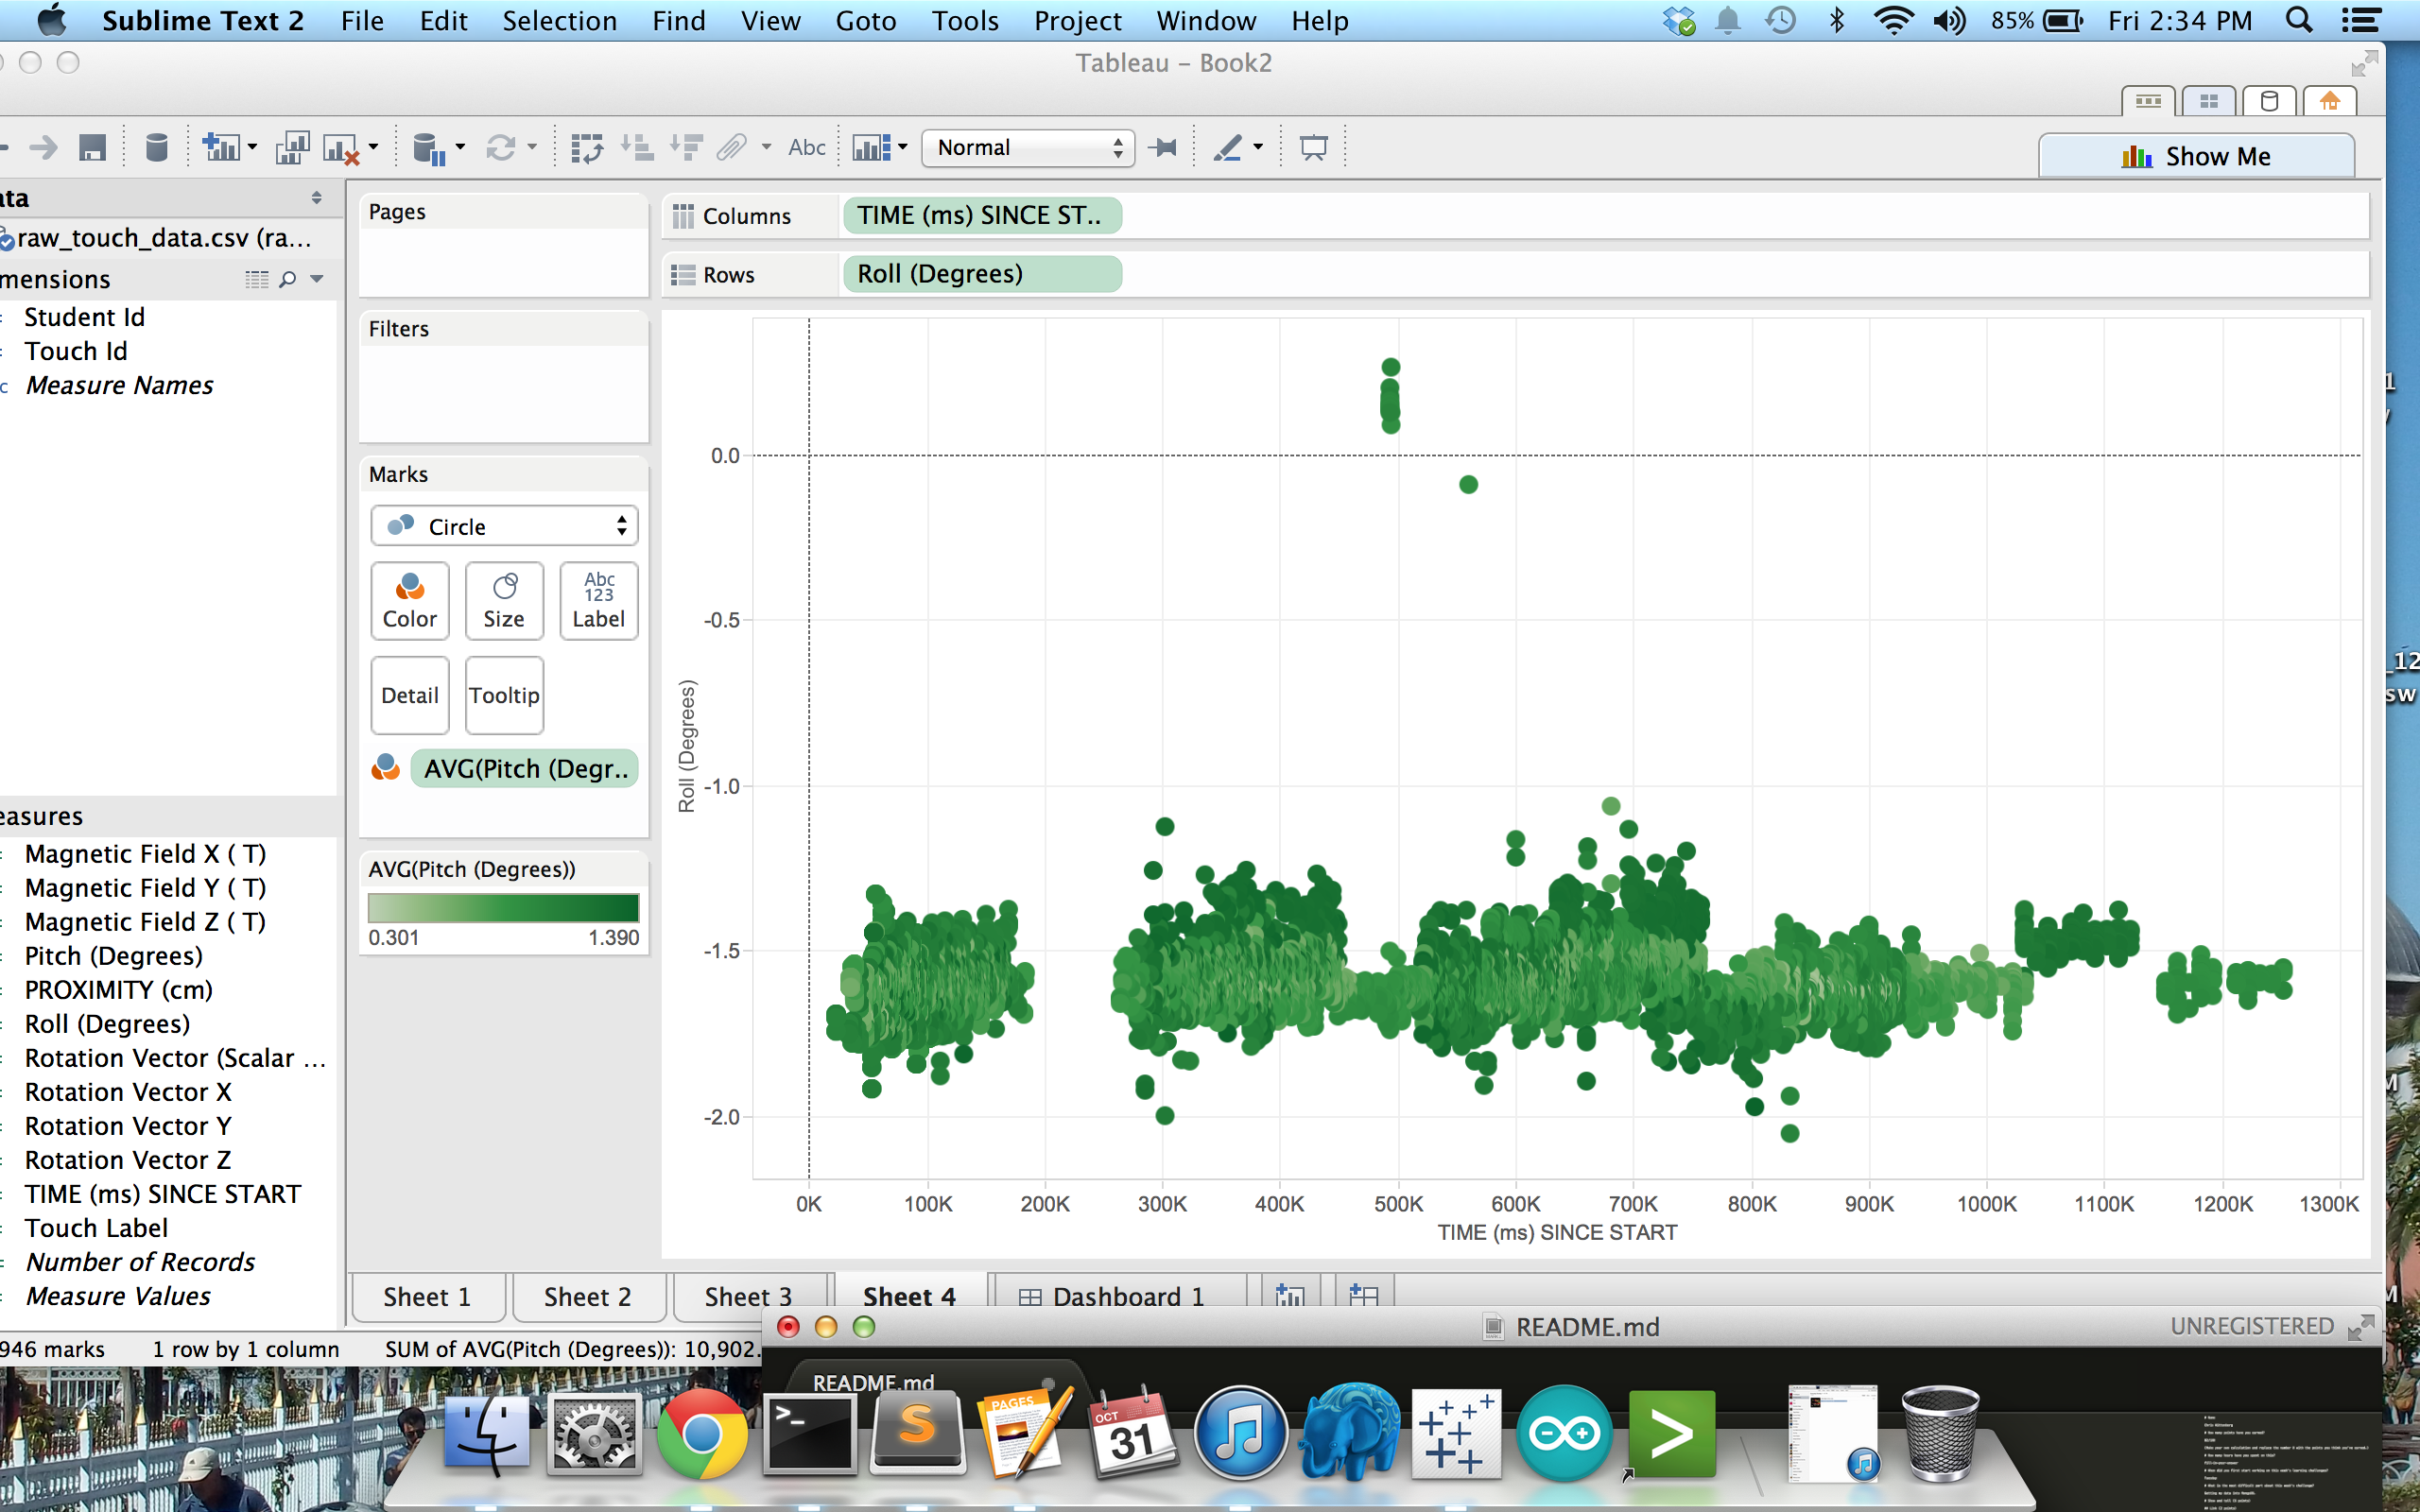 Sublime Text 2 File Edit Selection Find View Goto Tools Project Window Help 85% Fri 2:34 PM
Tableau - Book2
Abc Normal Show Me
ata
raw_touch_data.csv (ra...
mensions
Student Id
Touch Id
c Measure Names
easures
Magnetic Field X ( T)
Magnetic Field Y ( T)
Magnetic Field Z ( T)
Pitch (Degrees)
PROXIMITY (cm)
Roll (Degrees)
Rotation Vector (Scalar ...
Rotation Vector X
Rotation Vector Y
Rotation Vector Z
TIME (ms) SINCE START
Touch Label
Number of Records
Measure Values
Pages
Filters
Marks
Circle
Color Size Abc 123 Label
Detail Tooltip
AVG(Pitch (Degr..
AVG(Pitch (Degrees))
0.301 1.390
Columns TIME (ms) SINCE ST..
Rows Roll (Degrees)
0.0
-0.5
-1.0
-1.5
-2.0
Roll (Degrees)
0K 100K 200K 300K 400K 500K 600K 700K 800K 900K 1000K 1100K 1200K 1300K
TIME (ms) SINCE START
Sheet 1 Sheet 2 Sheet 3 Sheet 4 Dashboard 1
946 marks 1 row by 1 column SUM of AVG(Pitch (Degrees)): 10,902.
README.md UNREGISTERED
README.md
>_
S
PAGES
OCT
31
1
_12
sw
M
M